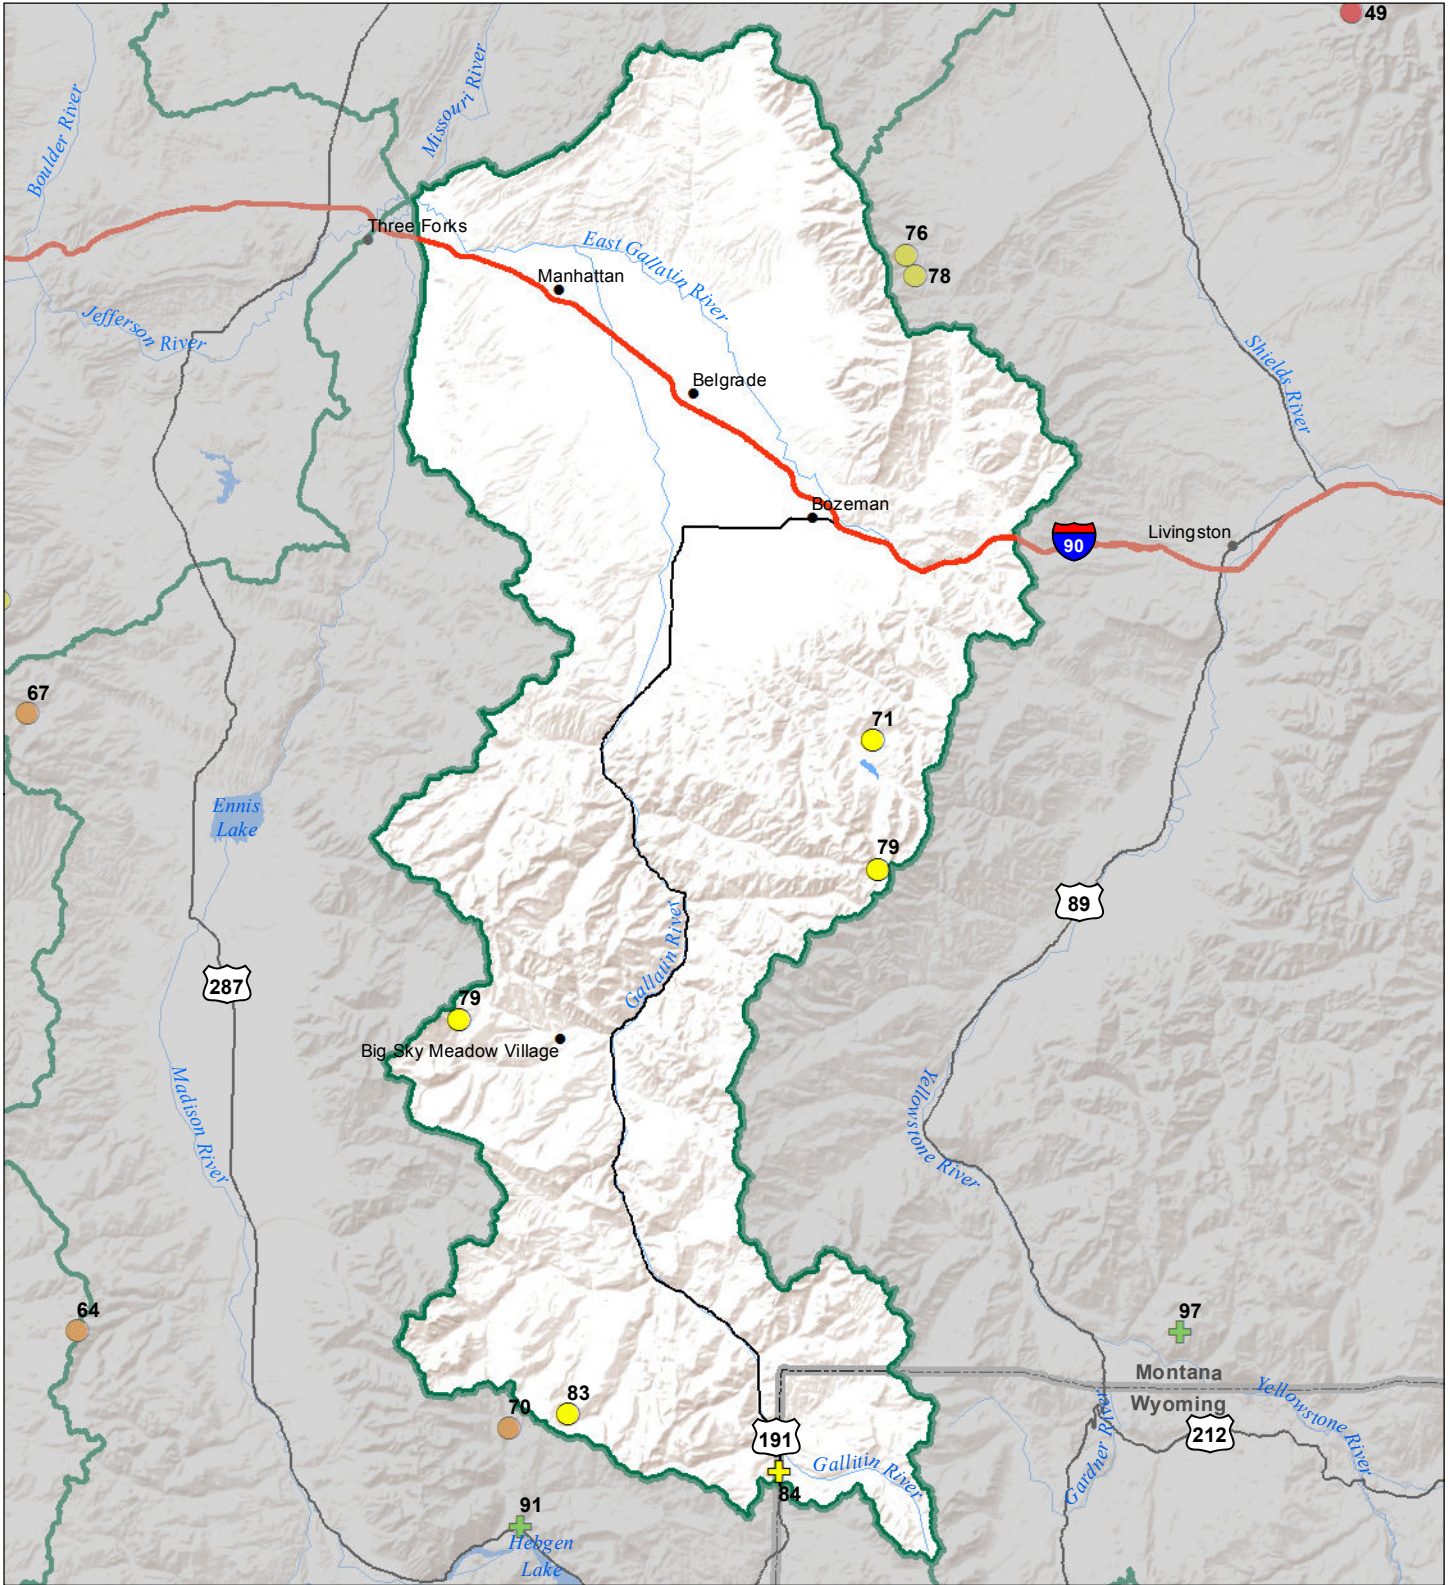 49
Missouri River
Boulder River
Three Forks
76
East Gallatin River
Manhattan
78
Jefferson River
Shields River
Belgrade
Bozeman
Livingston
90
67
71
Ennis
Lake
79
89
Gallatin River
287
79
Big Sky Meadow Village
Madison River
Yellowstone River
64
97
Montana
Wyoming
Yellowstone River
83
70
Gardner River
212
191
Gallitin River
84
91
Hebgen
Lake